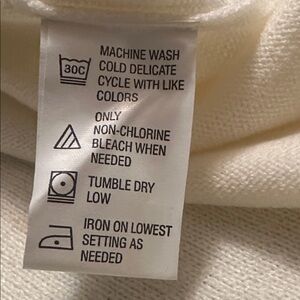 30C
MACHINE WASH
COLD DELICATE
CYCLE WITH LIKE
COLORS
ONLY
NON-CHLORINE
BLEACH WHEN
NEEDED
TUMBLE DRY
LOW
IRON ON LOWEST
SETTING AS
NEEDED